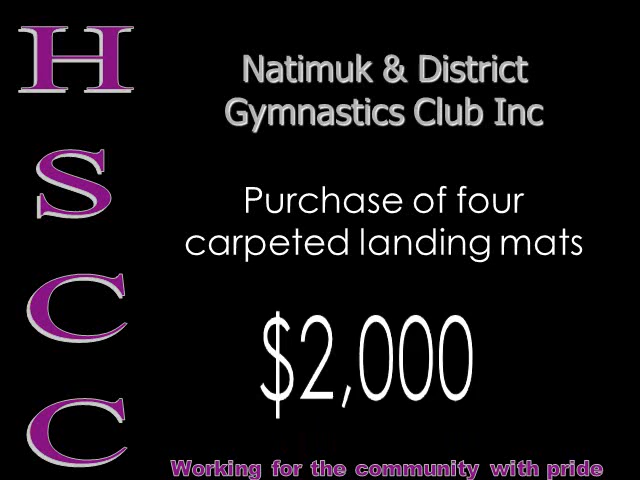 H
S
C
C
Natimuk & District
Gymnastics Club Inc
Purchase of four
carpeted landing mats
$2,000
Working for the community with pride